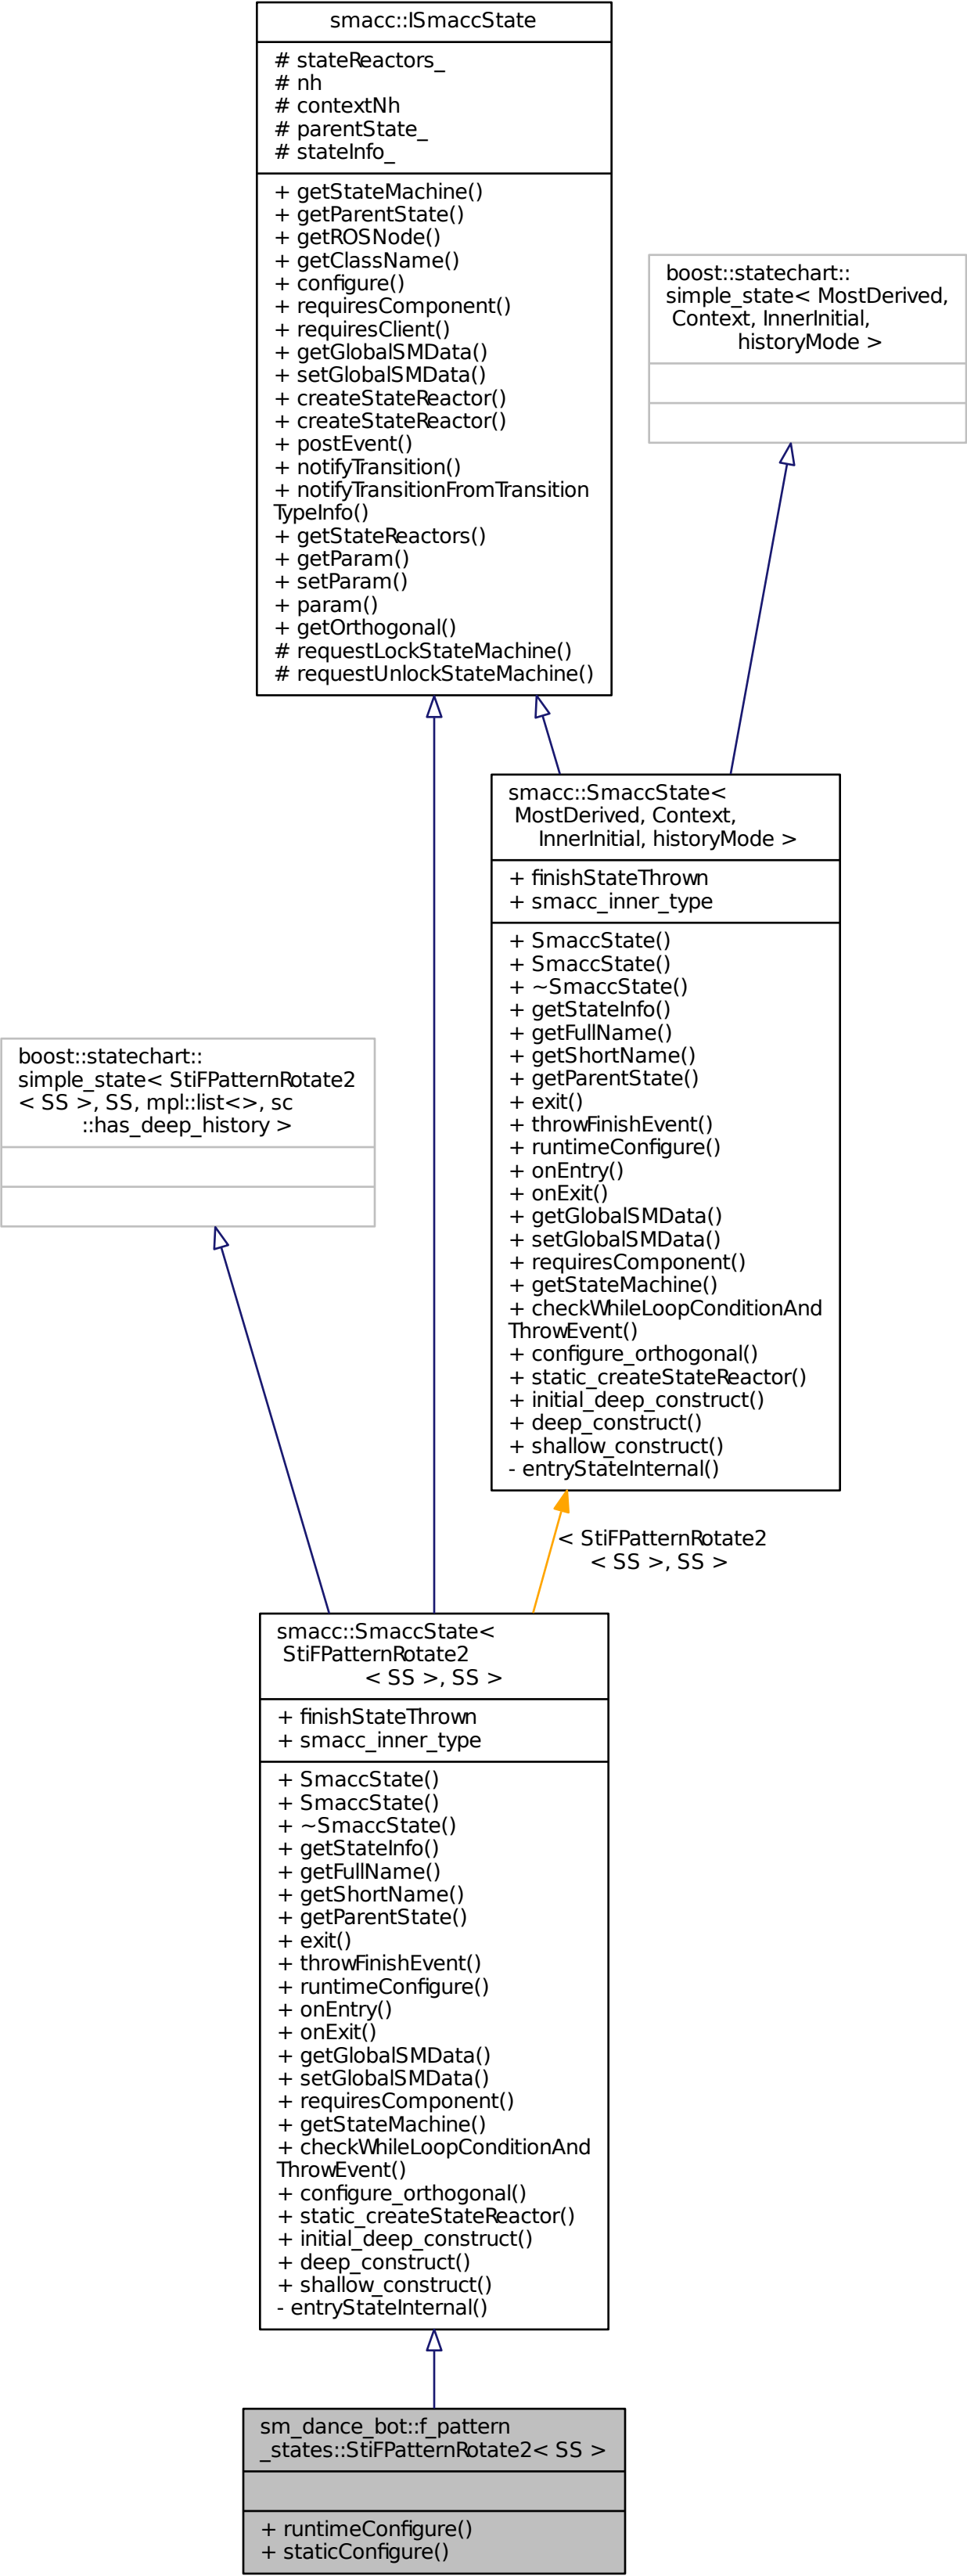 smacc::ISmaccState
# stateReactors_
# nh
# contextNh
# parentState_
# stateInfo_
+ getStateMachine()
+ getParentState()
+ getROSNode()
+ getClassName()
+ configure()
+ requiresComponent()
+ requiresClient()
+ getGlobalSMData()
+ setGlobalSMData()
+ createStateReactor()
+ createStateReactor()
+ postEvent()
+ notifyTransition()
+ notifyTransitionFromTransition
TypeInfo()
+ getStateReactors()
+ getParam()
+ setParam()
+ param()
+ getOrthogonal()
# requestLockStateMachine()
# requestUnlockStateMachine()
boost::statechart::
simple_state< MostDerived,
Context, InnerInitial,
historyMode >
smacc::SmaccState<
MostDerived, Context,
InnerInitial, historyMode >
+ finishStateThrown
+ smacc_inner_type
+ SmaccState()
+ SmaccState()
+ ~SmaccState()
+ getStateInfo()
+ getFullName()
+ getShortName()
+ getParentState()
+ exit()
+ throwFinishEvent()
+ runtimeConfigure()
+ onEntry()
+ onExit()
+ getGlobalSMData()
+ setGlobalSMData()
+ requiresComponent()
+ getStateMachine()
+ checkWhileLoopConditionAnd
ThrowEvent()
+ configure_orthogonal()
+ static_createStateReactor()
+ initial_deep_construct()
+ deep_construct()
+ shallow_construct()
- entryStateInternal()
boost::statechart::
simple_state< StiFPatternRotate2
< SS >, SS, mpl::list<>, sc
::has_deep_history >
< StiFPatternRotate2
< SS >, SS >
smacc::SmaccState<
StiFPatternRotate2
< SS >, SS >
+ finishStateThrown
+ smacc_inner_type
+ SmaccState()
+ SmaccState()
+ ~SmaccState()
+ getStateInfo()
+ getFullName()
+ getShortName()
+ getParentState()
+ exit()
+ throwFinishEvent()
+ runtimeConfigure()
+ onEntry()
+ onExit()
+ getGlobalSMData()
+ setGlobalSMData()
+ requiresComponent()
+ getStateMachine()
+ checkWhileLoopConditionAnd
ThrowEvent()
+ configure_orthogonal()
+ static_createStateReactor()
+ initial_deep_construct()
+ deep_construct()
+ shallow_construct()
- entryStateInternal()
sm_dance_bot::f_pattern
_states::StiFPatternRotate2< SS >
+ runtimeConfigure()
+ staticConfigure()